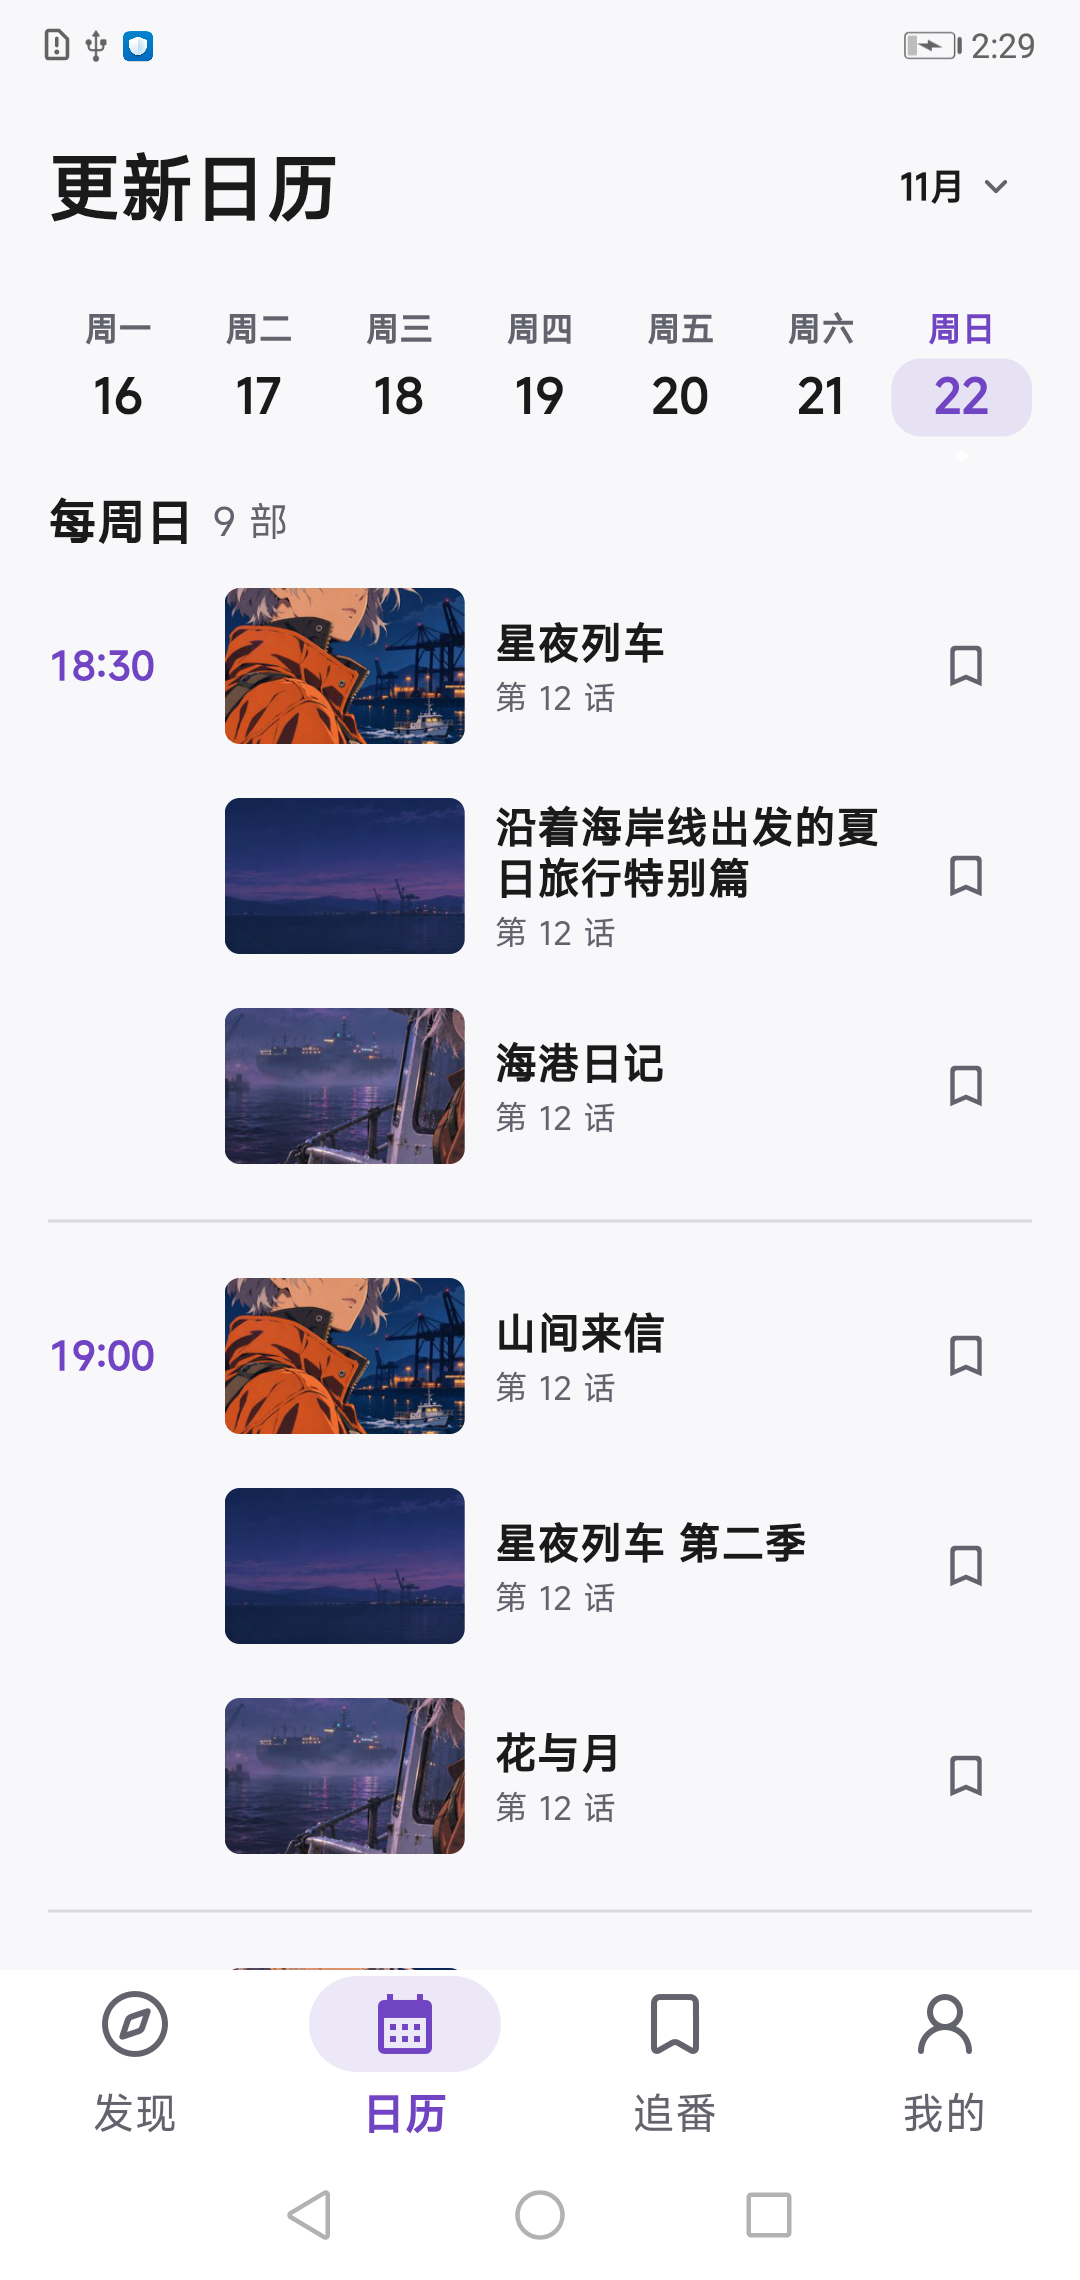 2:29
更新日历
11月
周一 周二 周三 周四 周五 周六 周日
16 17 18 19 20 21 22
每周日 9 部
18:30
星夜列车
第 12 话
沿着海岸线出发的夏
日旅行特别篇
第 12 话
海港日记
第 12 话
19:00
山间来信
第 12 话
星夜列车 第二季
第 12 话
花与月
第 12 话
发现 日历 追番 我的